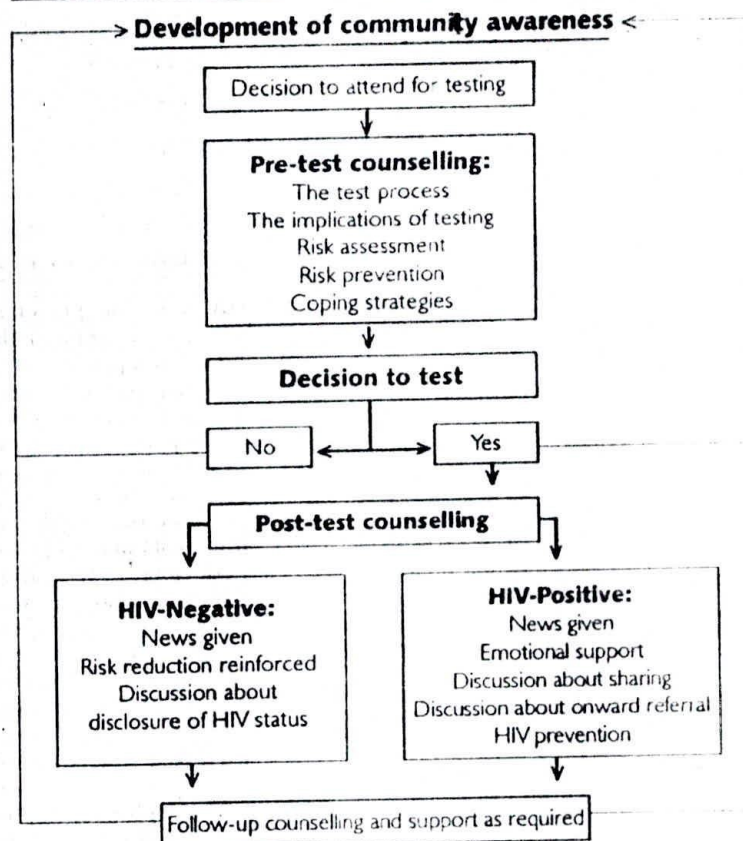 Development of community awareness
Decision to attend for testing
Pre-test counselling:
The test process
The implications of testing
Risk assessment
Risk prevention
Coping strategies
Decision to test
No
Yes
Post-test counselling
HIV-Negative:
News given
Risk reduction reinforced
Discussion about
disclosure of HIV status
HIV-Positive:
News given
Emotional support
Discussion about sharing
Discussion about onward referral
HIV prevention
Follow-up counselling and support as required